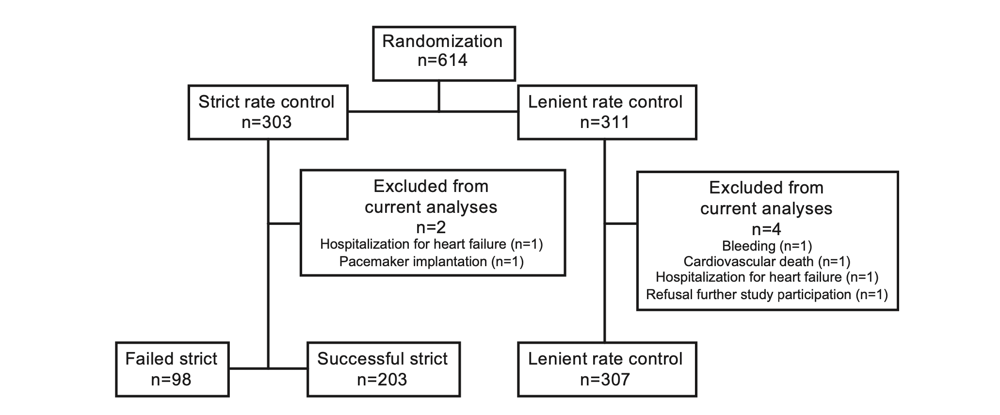 Randomization
n=614
Strict rate control
n=303
Lenient rate control
n=311
Excluded from
current analyses
n=2
Hospitalization for heart failure (n=1)
Pacemaker implantation (n=1)
Excluded from
current analyses
n=4
Bleeding (n=1)
Cardiovascular death (n=1)
Hospitalization for heart failure (n=1)
Refusal further study participation (n=1)
Failed strict
n=98
Successful strict
n=203
Lenient rate control
n=307